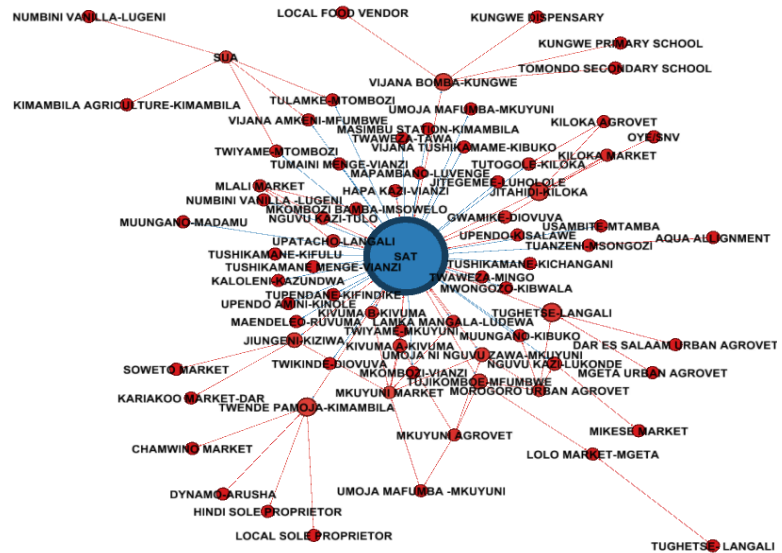 LOCAL FOOD VENDOR
NUMBINI VANILLA-LUGENI
KUNGWE DISPENSARY
KUNGWE PRIMARY SCHOOL
SUA
TOMONDO SECONDARY SCHOOL
VIJANA BOMBA-KUNGWE
TULAMKE-MTOMBOZI
KIMAMBILA AGRICULTURE-KIMAMBILA
UMOJA MAFUMBA-MKUYUNI
VIJANA AMKENI-MFUMBWE
KILOKA AGROVET
MASIMBU STATION-KIMAMBILA
TWAWEZA-TAWA
OYE/SNV
VIJANA TUSHIKAMAME-KIBUKO
TWIYAME-MTOMBOZI
KILOKA MARKET
TUMAINI MENGE-VIANZI
TUTOGOLE-KILOKA
MAPAMBANO-LUVENGE
JITEGEMEE-LUHOLOLE
MLALI MARKET
HAPA KAZI-VIANZI
JITAHIDI-KILOKA
NUMBINI VANILLA -LUGENI
MKOMBOZI BAMBA-IMSOWELO
NGUVU KAZI-TULO
GWAMIKE-DIOVUVA
MUUNGANO-MADAMU
USAMBITE-MTAMBA
UPENDO-KISALAWE
AQUA ALLIGNMENT
UPATACHO-LANGALI
TUANZENI-MSONGOZI
TUSHIKAMANE-KIFULU
SAT
TUSHIKAMANE MENGE-VIANZI
TUSHIKAMANE-KICHANGANI
KALOLENI-KAZUNDWA
TWAWEZA-MINGO
MWONGOZO-KIBWALA
TUPENDANE-KIFINDIKE
UPENDO AMINI-KINOLE
KIVUMA B-KIVUMA
TUGHETSE-LANGALI
MAENDELEO-RUVUMA
LAMKA MANGALA-LUDEWA
TWIYAME-MKUYUNI
MUUNGANO-KIBUKO
JIUNGENI-KIZIWA
KIVUMA A-KIVUMA
DAR ES SALAAM URBAN AGROVET
UMOJA NI NGUVU ZAWA-MKUYUNI
SOWETO MARKET
TWIKINDE-DIOVUVA
NGUVU KAZI-LUKONDE
MKOMBOZI-VIANZI
MGETA URBAN AGROVET
TUJIKOMBOE-MFUMBWE
KARIAKOO MARKET-DAR
MKUYUNI MARKET
MOROGORO URBAN AGROVET
TWENDE PAMOJA-KIMAMBILA
MIKESE MARKET
MKUYUNI AGROVET
CHAMWINO MARKET
LOLO MARKET-MGETA
DYNAMO-ARUSHA
UMOJA MAFUMBA -MKUYUNI
HINDI SOLE PROPRIETOR
LOCAL SOLE PROPRIETOR
TUGHETSE- LANGALI